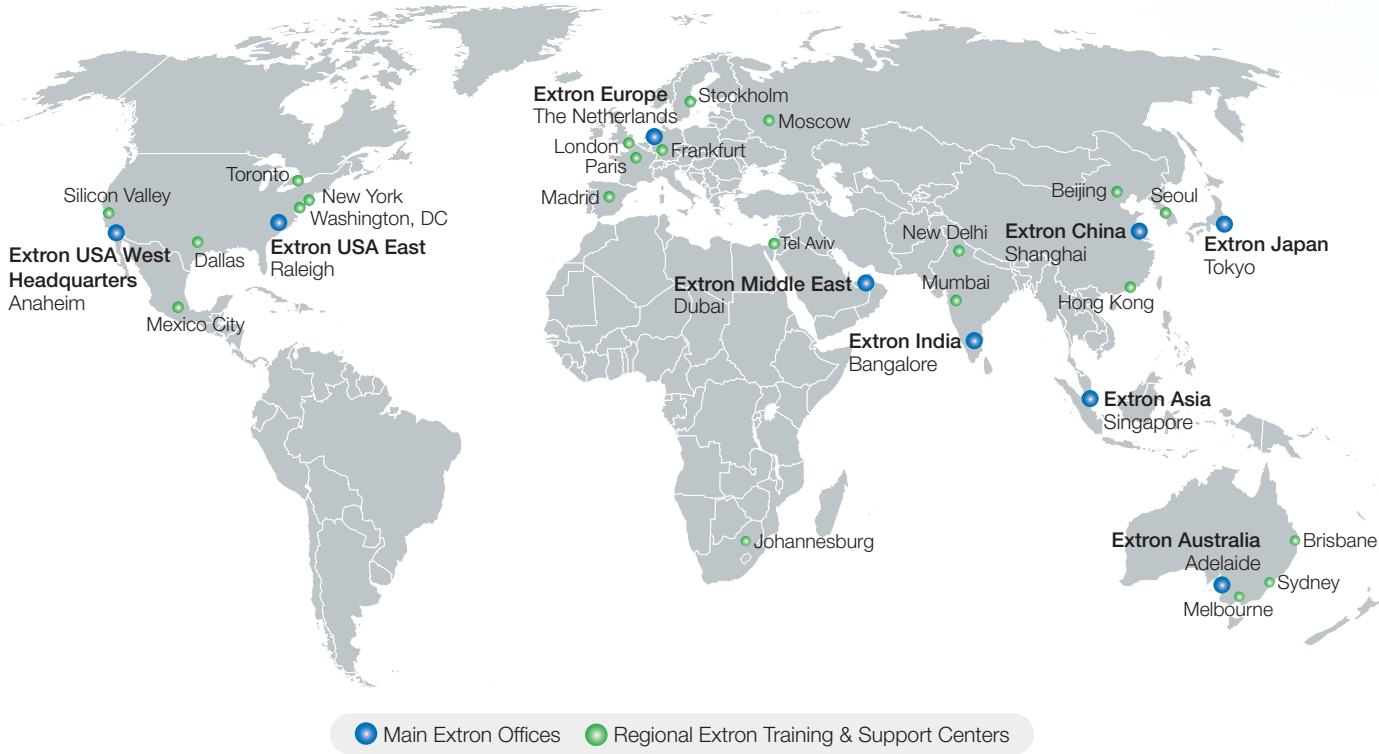 Extron Europe
The Netherlands
Stockholm
Moscow
London
Paris
Frankfurt
Madrid
Toronto
New York
Washington, DC
Silicon Valley
Extron USA West
Headquarters
Anaheim
Dallas
Extron USA East
Raleigh
Mexico City
Tel Aviv
Extron Middle East
Dubai
New Delhi
Mumbai
Extron India
Bangalore
Beijing
Seoul
Extron China
Shanghai
Hong Kong
Extron Japan
Tokyo
Extron Asia
Singapore
Johannesburg
Extron Australia
Adelaide
Brisbane
Sydney
Melbourne
Main Extron Offices
Regional Extron Training & Support Centers